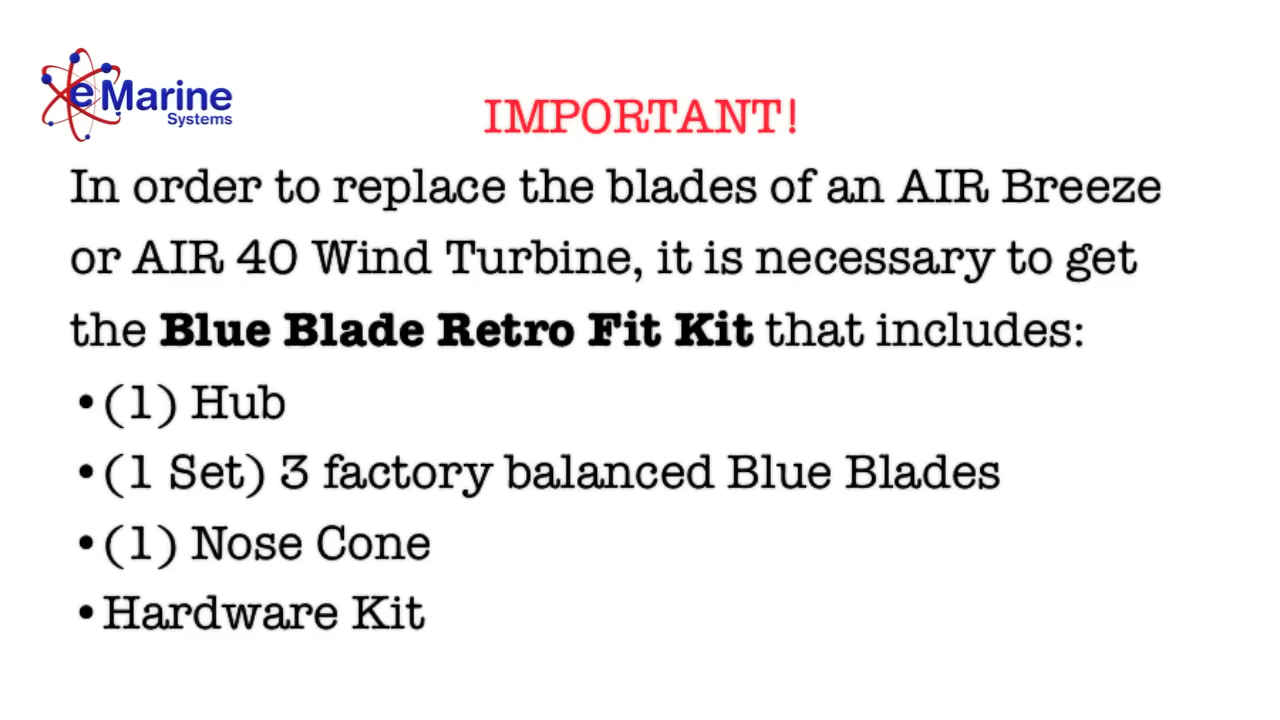 eMarine
Systems
IMPORTANT!
In order to replace the blades of an AIR Breeze
or AIR 40 Wind Turbine, it is necessary to get
the Blue Blade Retro Fit Kit that includes:
•(1) Hub
•(1 Set) 3 factory balanced Blue Blades
•(1) Nose Cone
•Hardware Kit